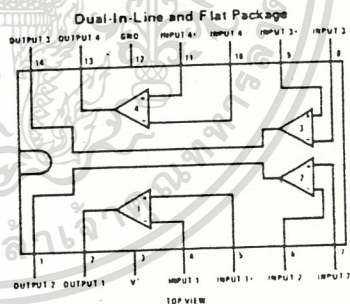 Dual-In-Line and Flat Package
OUTPUT 3 OUTPUT 4 GND INPUT 4+ INPUT 4 INPUT 3+ INPUT 3
14 13 12 11 10 9 8
4
3
2
1
1 2 3 4 5 6 7
OUTPUT 2 OUTPUT 1 V+ INPUT 1 INPUT 1+ INPUT 2 INPUT 2
TOP VIEW